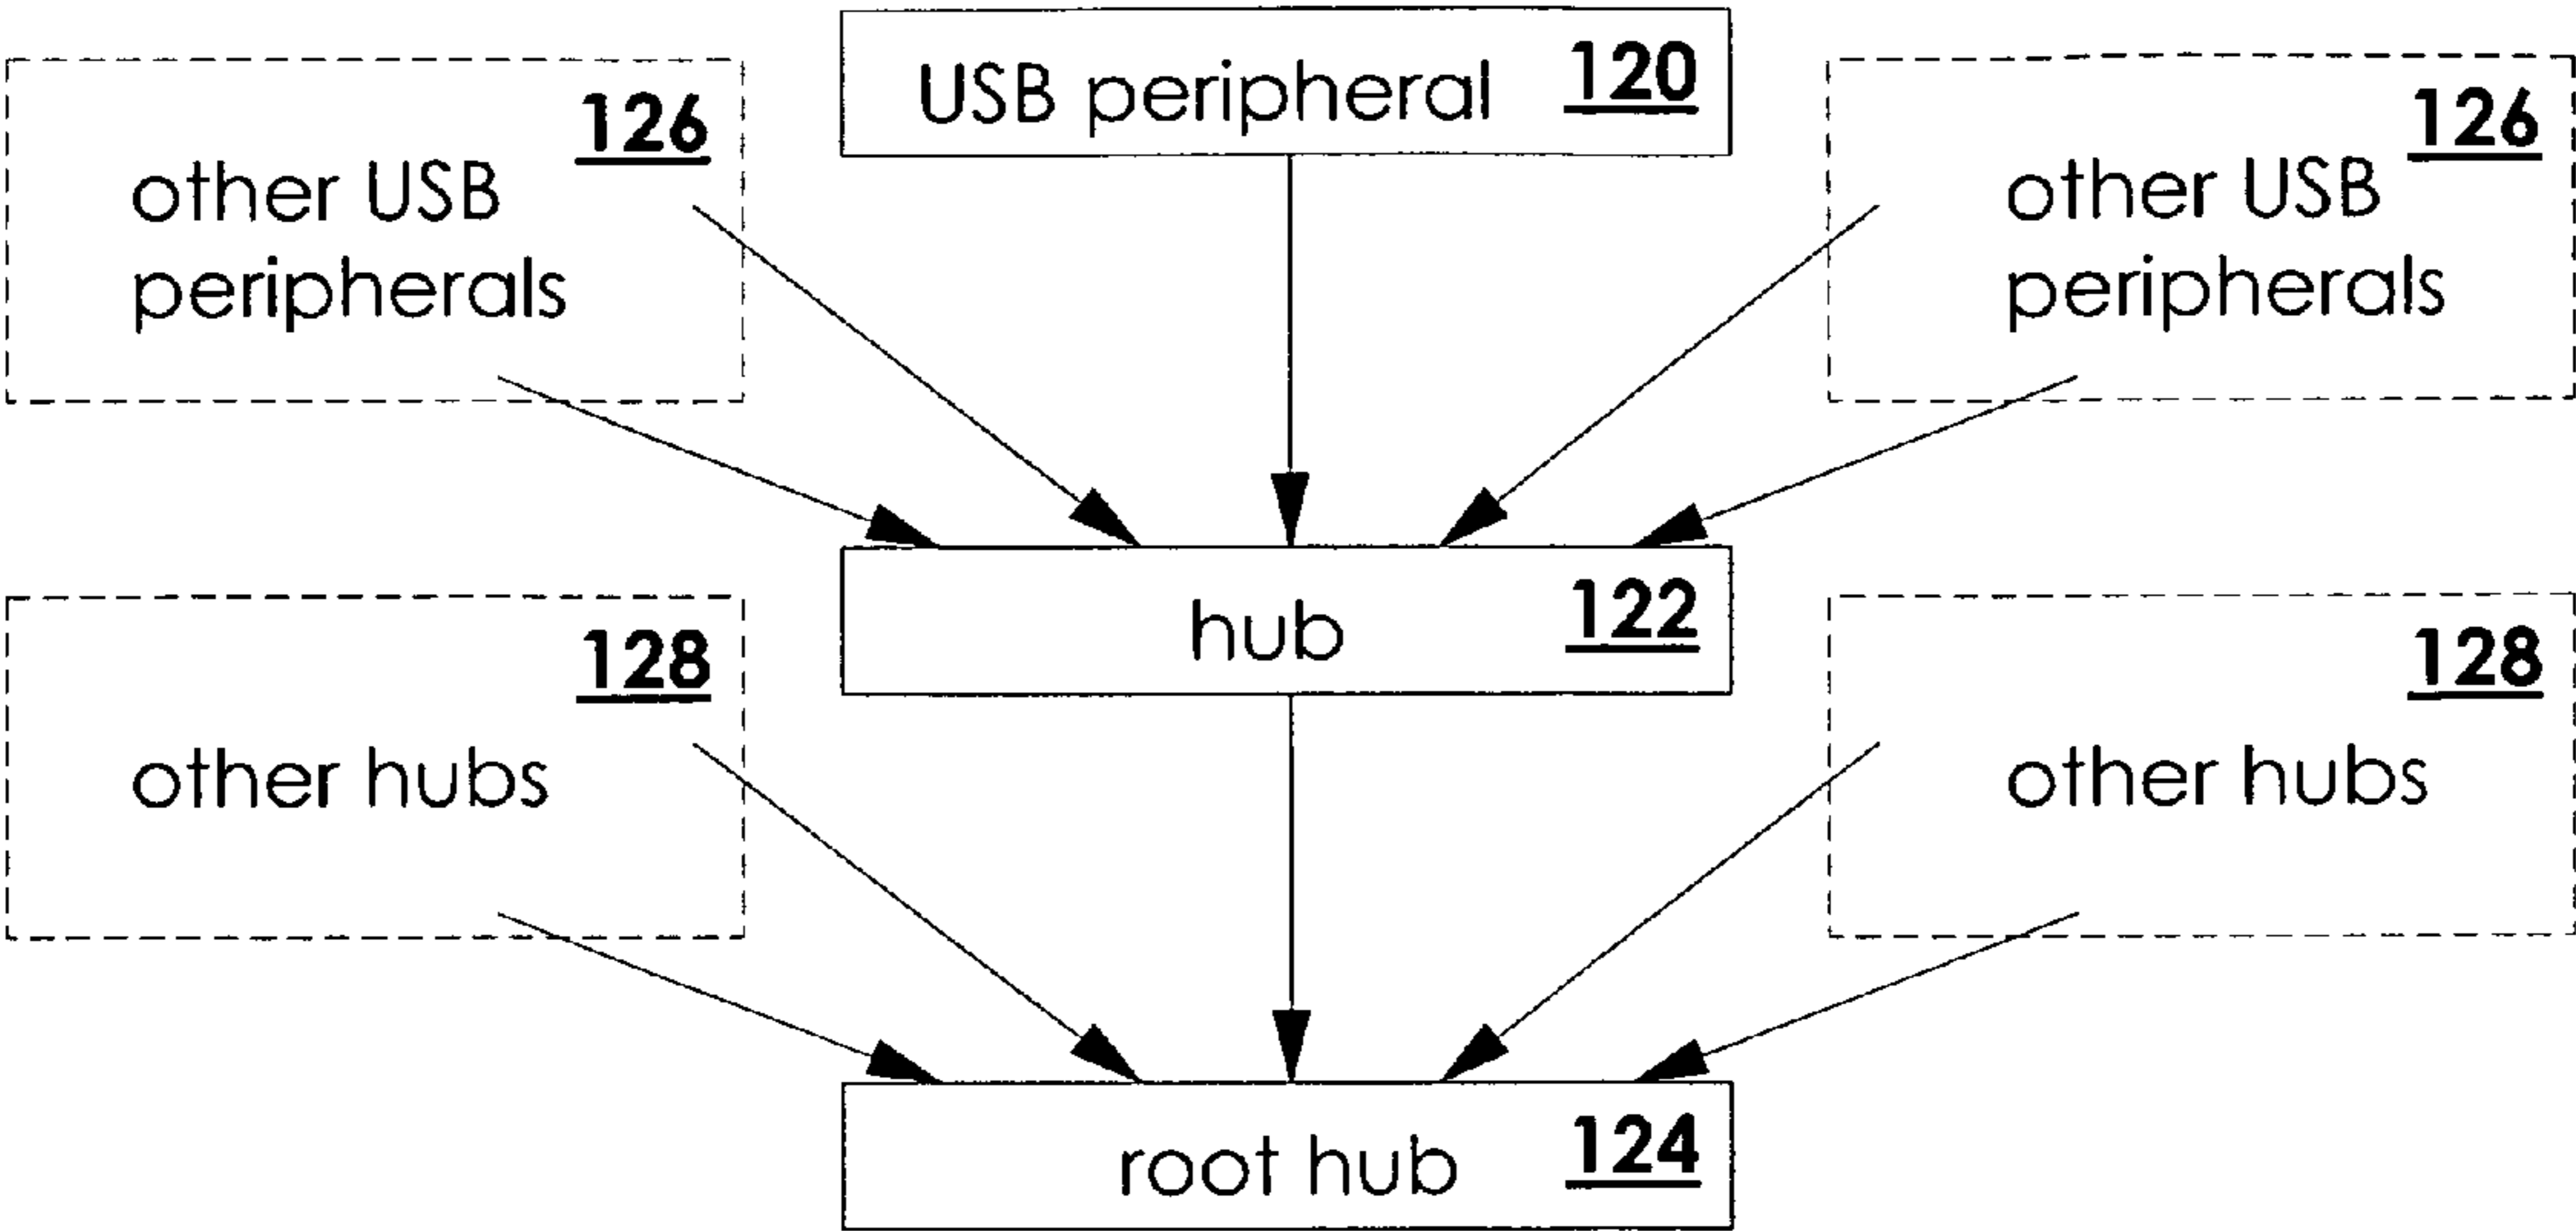 USB peripheral 120
126
other USB
peripherals
126
other USB
peripherals
hub 122
128
other hubs
128
other hubs
root hub 124